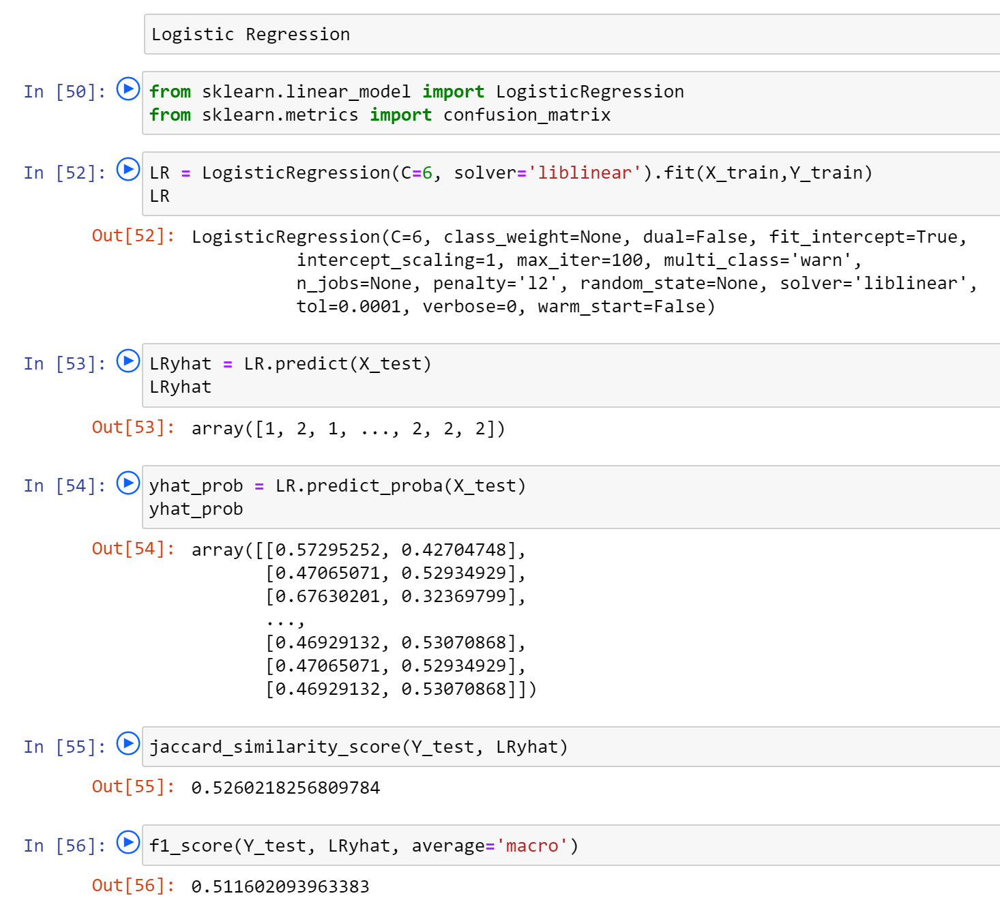 Logistic Regression
In [50]: from sklearn.linear_model import LogisticRegression
from sklearn.metrics import confusion_matrix
In [52]: LR = LogisticRegression(C=6, solver='liblinear').fit(X_train,Y_train)
LR
Out[52]: LogisticRegression(C=6, class_weight=None, dual=False, fit_intercept=True,
intercept_scaling=1, max_iter=100, multi_class='warn',
n_jobs=None, penalty='l2', random_state=None, solver='liblinear',
tol=0.0001, verbose=0, warm_start=False)
In [53]: LRyhat = LR.predict(X_test)
LRyhat
Out[53]: array([1, 2, 1, ..., 2, 2, 2])
In [54]: yhat_prob = LR.predict_proba(X_test)
yhat_prob
Out[54]: array([[0.57295252, 0.42704748],
[0.47065071, 0.52934929],
[0.67630201, 0.32369799],
...,
[0.46929132, 0.53070868],
[0.47065071, 0.52934929],
[0.46929132, 0.53070868]])
In [55]: jaccard_similarity_score(Y_test, LRyhat)
Out[55]: 0.5260218256809784
In [56]: f1_score(Y_test, LRyhat, average='macro')
Out[56]: 0.511602093963383